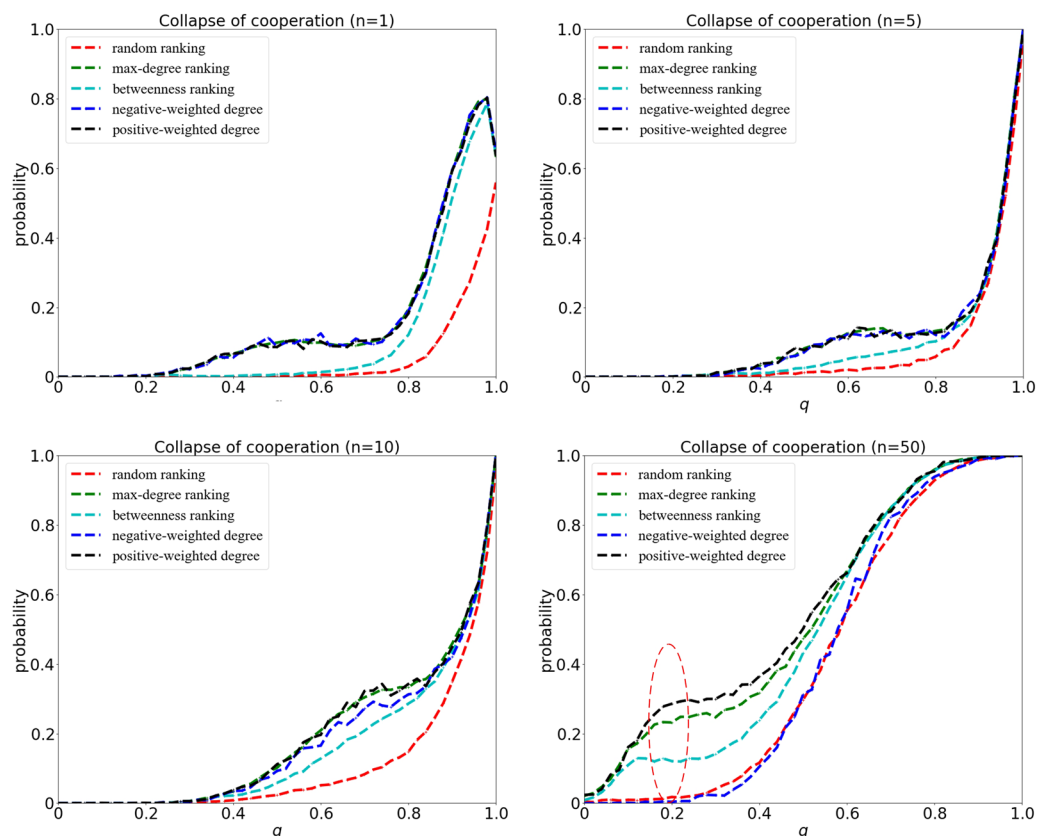 Collapse of cooperation (n=1)
1.0
0.8
0.6
0.4
0.2
0
probability
random ranking
max-degree ranking
betweenness ranking
negative-weighted degree
positive-weighted degree
0 0.2 0.4 0.6 0.8 1.0
Collapse of cooperation (n=5)
1.0
0.8
0.6
0.4
0.2
0
probability
random ranking
max-degree ranking
betweenness ranking
negative-weighted degree
positive-weighted degree
0 0.2 0.4 0.6 0.8 1.0
q
Collapse of cooperation (n=10)
1.0
0.8
0.6
0.4
0.2
0
probability
random ranking
max-degree ranking
betweenness ranking
negative-weighted degree
positive-weighted degree
0 0.2 0.4 0.6 0.8 1.0
q
Collapse of cooperation (n=50)
1.0
0.8
0.6
0.4
0.2
0
probability
random ranking
max-degree ranking
betweenness ranking
negative-weighted degree
positive-weighted degree
0.0 0.2 0.4 0.6 0.8 1.0
q